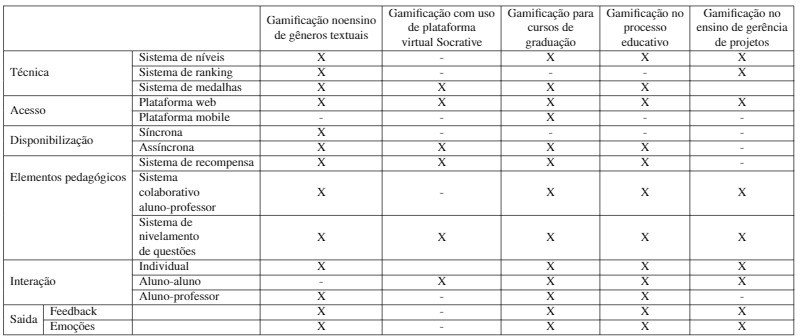 Gamificação noensino de gêneros textuais | Gamificação com uso de plataforma virtual Socrative | Gamificação para cursos de graduação | Gamificação no processo educativo | Gamificação no ensino de gerência de projetos
Técnica | Sistema de níveis | X | - | X | X | X
Sistema de ranking | X | - | - | - | X
Sistema de medalhas | X | X | X | X
Acesso | Plataforma web | X | X | X | X | X
Plataforma mobile | - | - | X | - | -
Disponibilização | Síncrona | X | - | - | - | -
Assíncrona | X | X | X | X | -
Elementos pedagógicos | Sistema de recompensa | X | X | X | X | -
Sistema colaborativo aluno-professor | X | - | X | X | X
Sistema de nivelamento de questões | X | X | X | X | X
Interação | Individual | X | X | X | X
Aluno-aluno | - | X | X | X | X
Aluno-professor | X | - | X | X | -
Saida | Feedback | X | - | X | X | X
Emoções | X | - | X | X | X